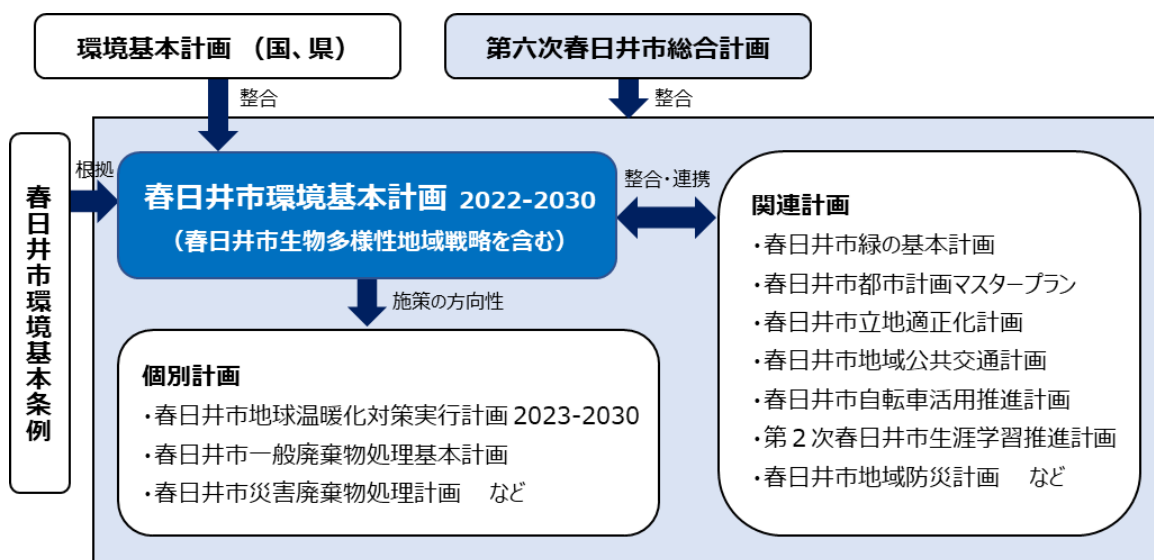 環境基本計画 （国、県）
第六次春日井市総合計画
整合
整合
春日井市環境基本条例
根拠
春日井市環境基本計画 2022-2030
（春日井市生物多様性地域戦略を含む）
整合・連携
施策の方向性
個別計画
・春日井市地球温暖化対策実行計画 2023-2030
・春日井市一般廃棄物処理基本計画
・春日井市災害廃棄物処理計画　など
関連計画
・春日井市緑の基本計画
・春日井市都市計画マスタープラン
・春日井市立地適正化計画
・春日井市地域公共交通計画
・春日井市自転車活用推進計画
・第２次春日井市生涯学習推進計画
・春日井市地域防災計画　など